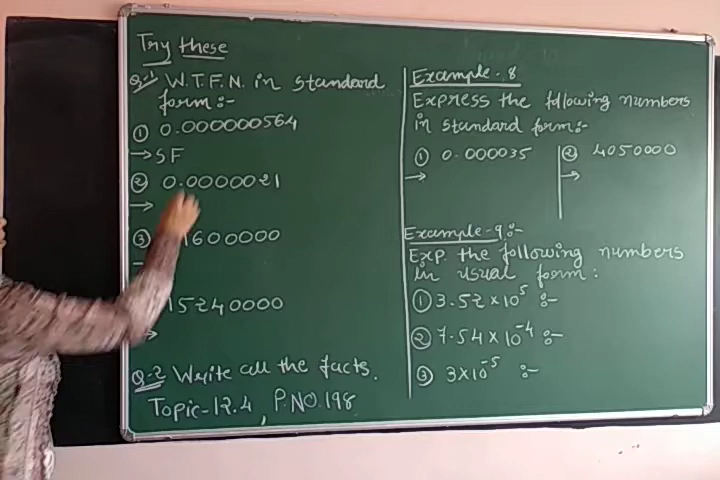 Try these
Q-1 W.T.F.N. in standard
form:-
① 0.000000564
→ SF
② 0.0000021
→
③ 1600000
15240000
→
Q-2 Write all the facts.
Topic-12.4, P.NO.198
Example-8
Express the following numbers
in standard form:-
① 0.000035 ② 4050000
→ →
Example-9:-
Exp. the following numbers
in usual form:
① 3.52×10⁵ :-
② 7.54×10⁻⁴ :-
③ 3×10⁻⁵ :-